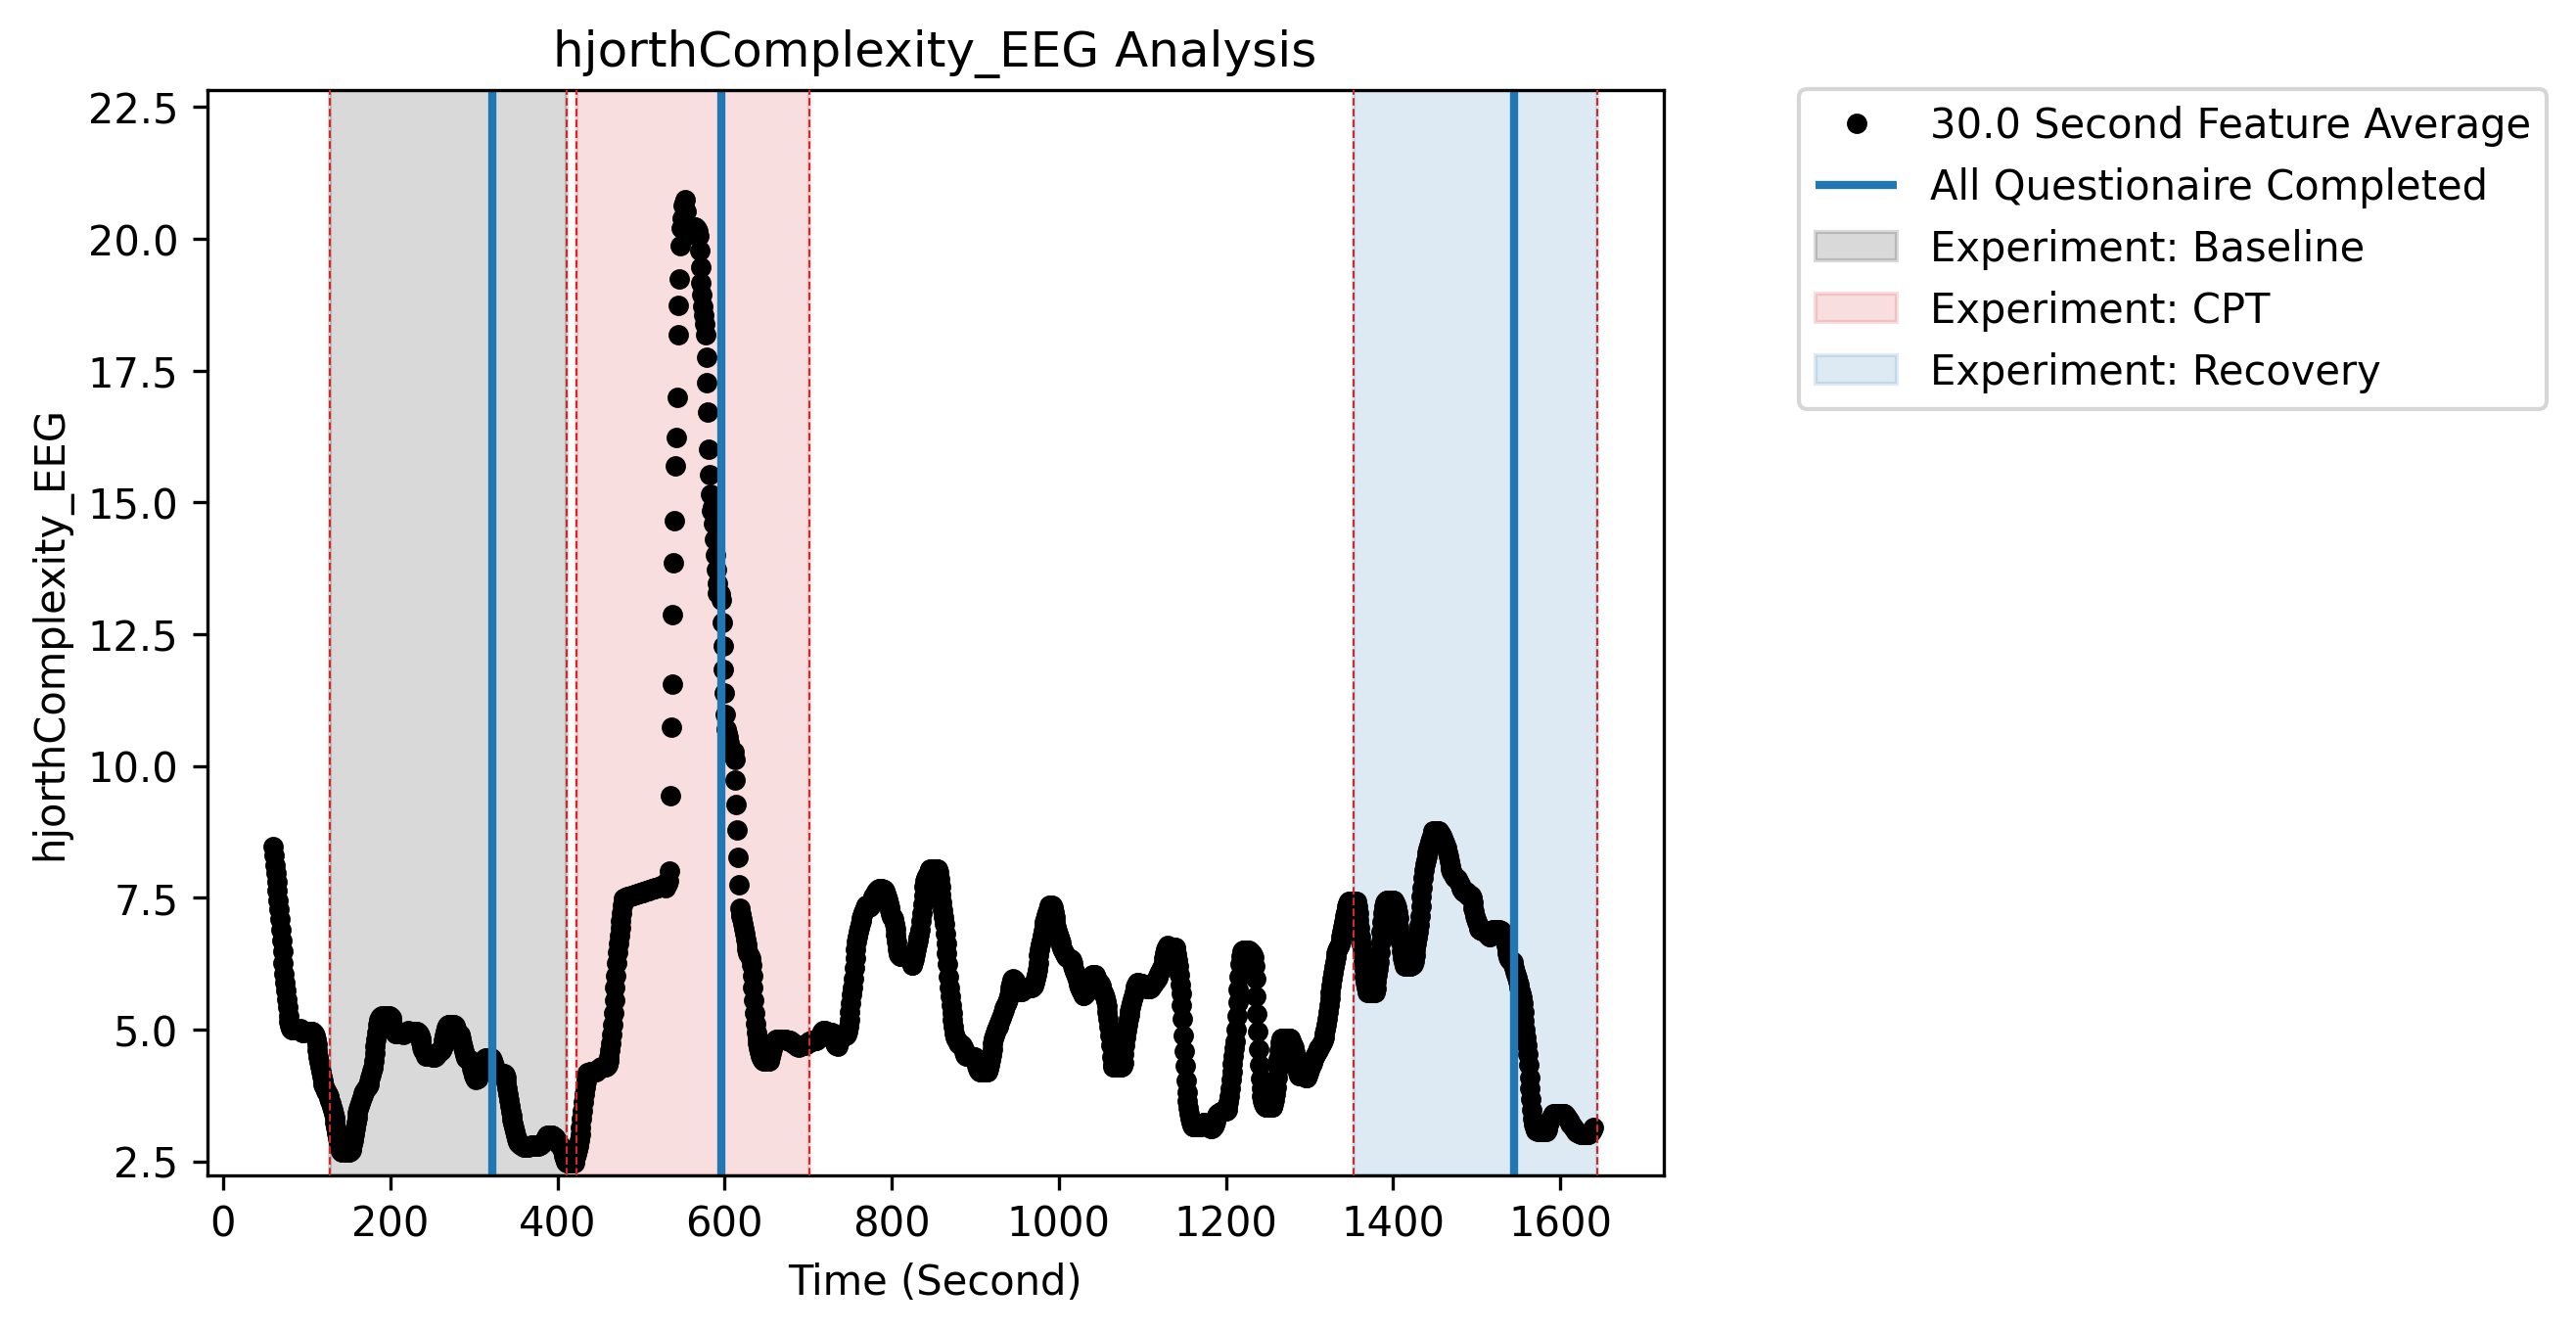 hjorthComplexity_EEG Analysis
22.5
20.0
17.5
15.0
12.5
10.0
7.5
5.0
2.5
hjorthComplexity_EEG
0 200 400 600 800 1000 1200 1400 1600
Time (Second)
30.0 Second Feature Average
All Questionaire Completed
Experiment: Baseline
Experiment: CPT
Experiment: Recovery